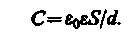 C = ε₀εS/d.